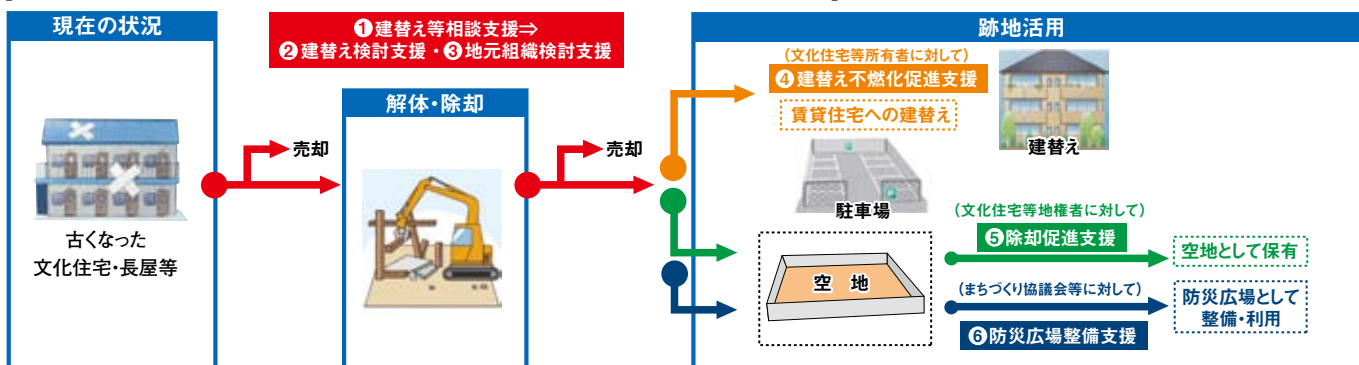 現在の状況
古くなった
文化住宅・長屋等
❶建替え等相談支援⇒
❷建替え検討支援・❸地元組織検討支援
売却
解体・除却
売却
跡地活用
(文化住宅等所有者に対して)
❹建替え不燃化促進支援
賃貸住宅への建替え
建替え
駐車場
(文化住宅等地権者に対して)
❺除却促進支援
空地として保有
空 地
(まちづくり協議会等に対して)
❻防災広場整備支援
防災広場として
整備・利用